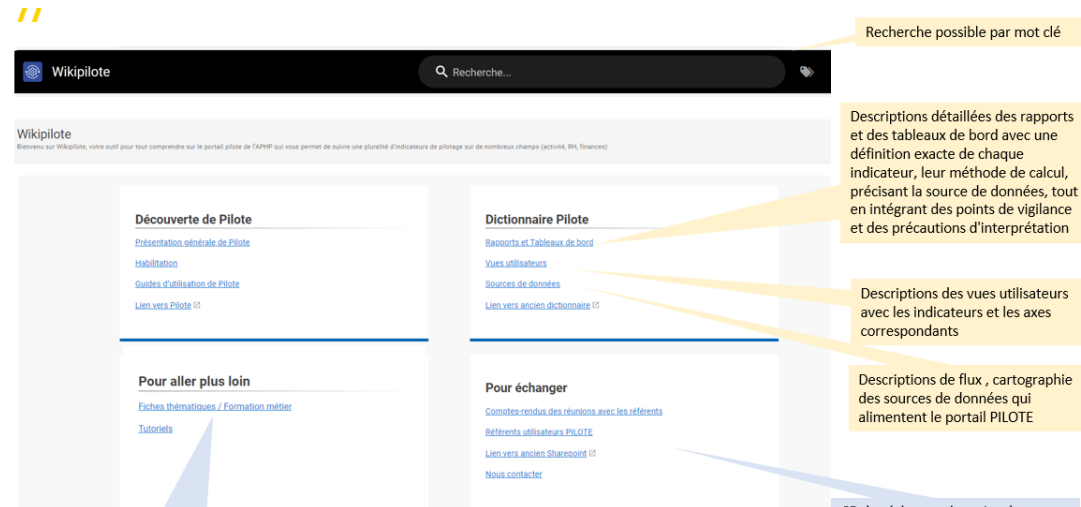 Recherche possible par mot clé
Wikipilote
Recherche...
Wikipilote
Bienvenu sur Wikipilote, votre outil pour tout comprendre sur le portail pilote de l'APHP qui vous permet de suivre une pluralité d'indicateurs de pilotage sur de nombreux champs (activité, RH, finances)
Descriptions détaillées des rapports
et des tableaux de bord avec une
définition exacte de chaque
indicateur, leur méthode de calcul,
précisant la source de données, tout
en intégrant des points de vigilance
et des précautions d'interprétation
Découverte de Pilote
Présentation générale de Pilote
Habilitation
Guides d'utilisation de Pilote
Lien vers Pilote
Dictionnaire Pilote
Rapports et Tableaux de bord
Vues utilisateurs
Sources de données
Lien vers ancien dictionnaire
Descriptions des vues utilisateurs
avec les indicateurs et les axes
correspondants
Descriptions de flux , cartographie
des sources de données qui
alimentent le portail PILOTE
Pour aller plus loin
Fiches thématiques / Formation métier
Tutoriels
Pour échanger
Comptes-rendus des réunions avec les référents
Référents utilisateurs PILOTE
Lien vers ancien Sharepoint
Nous contacter